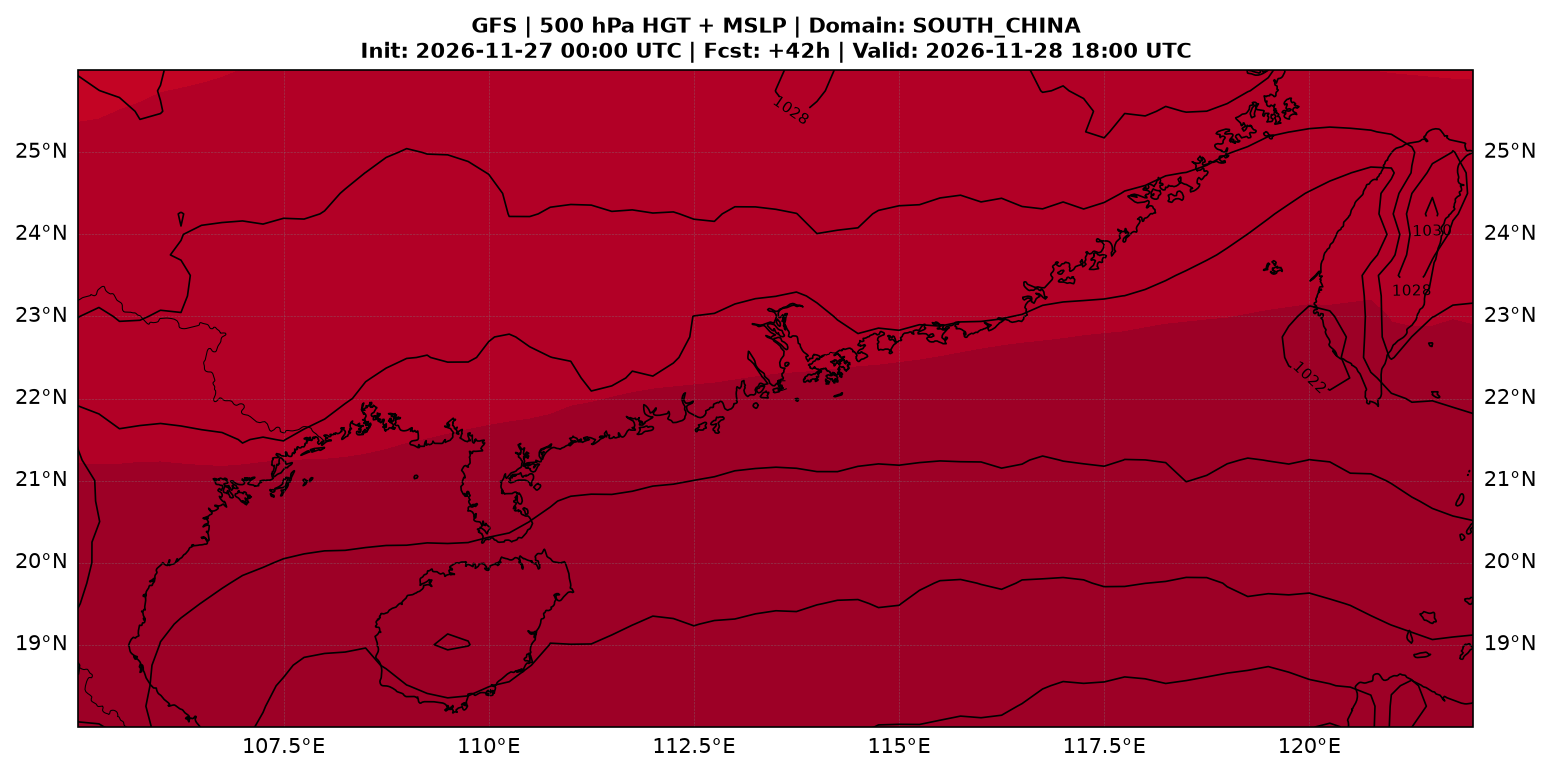 GFS | 500 hPa HGT + MSLP | Domain: SOUTH_CHINA
Init: 2026-11-27 00:00 UTC | Fcst: +42h | Valid: 2026-11-28 18:00 UTC
1028
25°N 25°N
24°N 1030 24°N
1028
23°N 23°N
1022
22°N 22°N
21°N 21°N
20°N 20°N
19°N 19°N
107.5°E 110°E 112.5°E 115°E 117.5°E 120°E